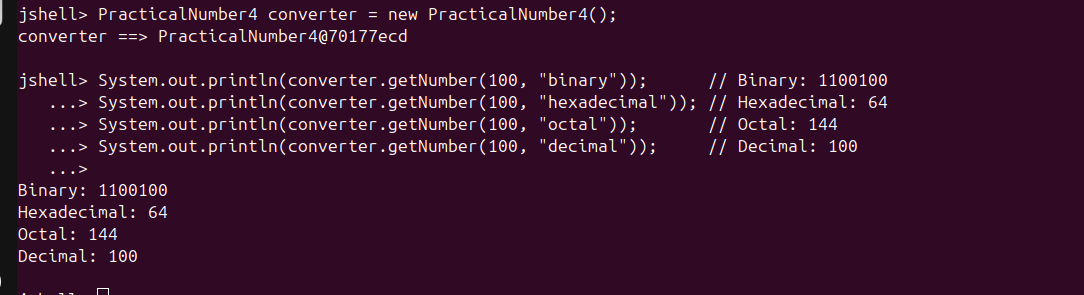 jshell> PracticalNumber4 converter = new PracticalNumber4();
converter ==> PracticalNumber4@70177ecd
jshell> System.out.println(converter.getNumber(100, "binary"));      // Binary: 1100100
   ...> System.out.println(converter.getNumber(100, "hexadecimal")); // Hexadecimal: 64
   ...> System.out.println(converter.getNumber(100, "octal"));       // Octal: 144
   ...> System.out.println(converter.getNumber(100, "decimal"));     // Decimal: 100
   ...>
Binary: 1100100
Hexadecimal: 64
Octal: 144
Decimal: 100